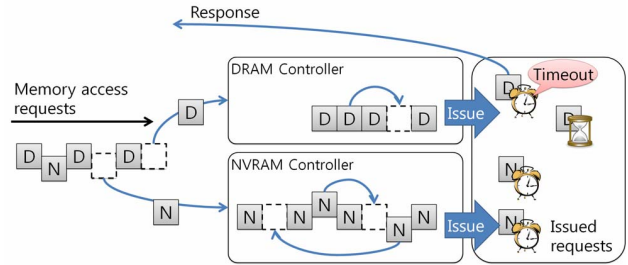 Response
DRAM Controller
D
Timeout
Memory access
requests
D
D D D D
Issue
D
D N D D
NVRAM Controller
N
N
N N N N N N
Issue
N
Issued
requests